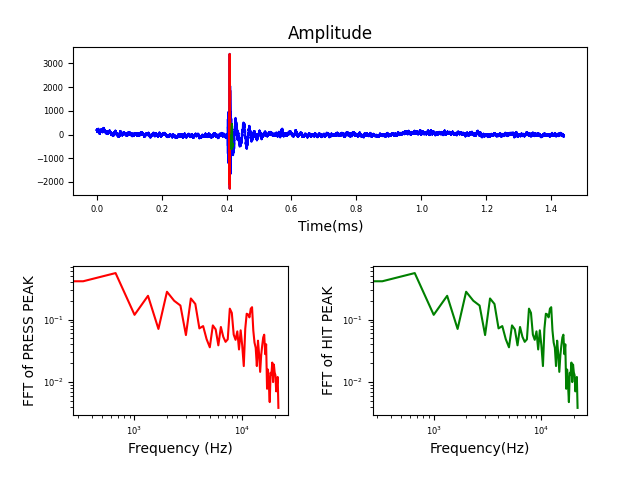 Amplitude
3000
2000
1000
0
−1000
−2000
0.0 0.2 0.4 0.6 0.8 1.0 1.2 1.4
Time(ms)
FFT of PRESS PEAK
10⁻¹
10⁻²
10³ 10⁴
Frequency (Hz)
FFT of HIT PEAK
10⁻¹
10⁻²
10³ 10⁴
Frequency(Hz)